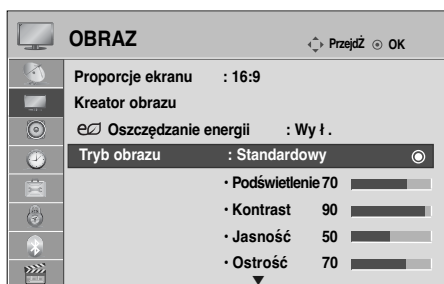 OBRAZ PrzejdŹ OK
Proporcje ekranu : 16:9
Kreator obrazu
Oszczędzanie energii : Wy ł .
Tryb obrazu : Standardowy
• Podświetlenie 70
• Kontrast 90
• Jasność 50
• Ostrość 70